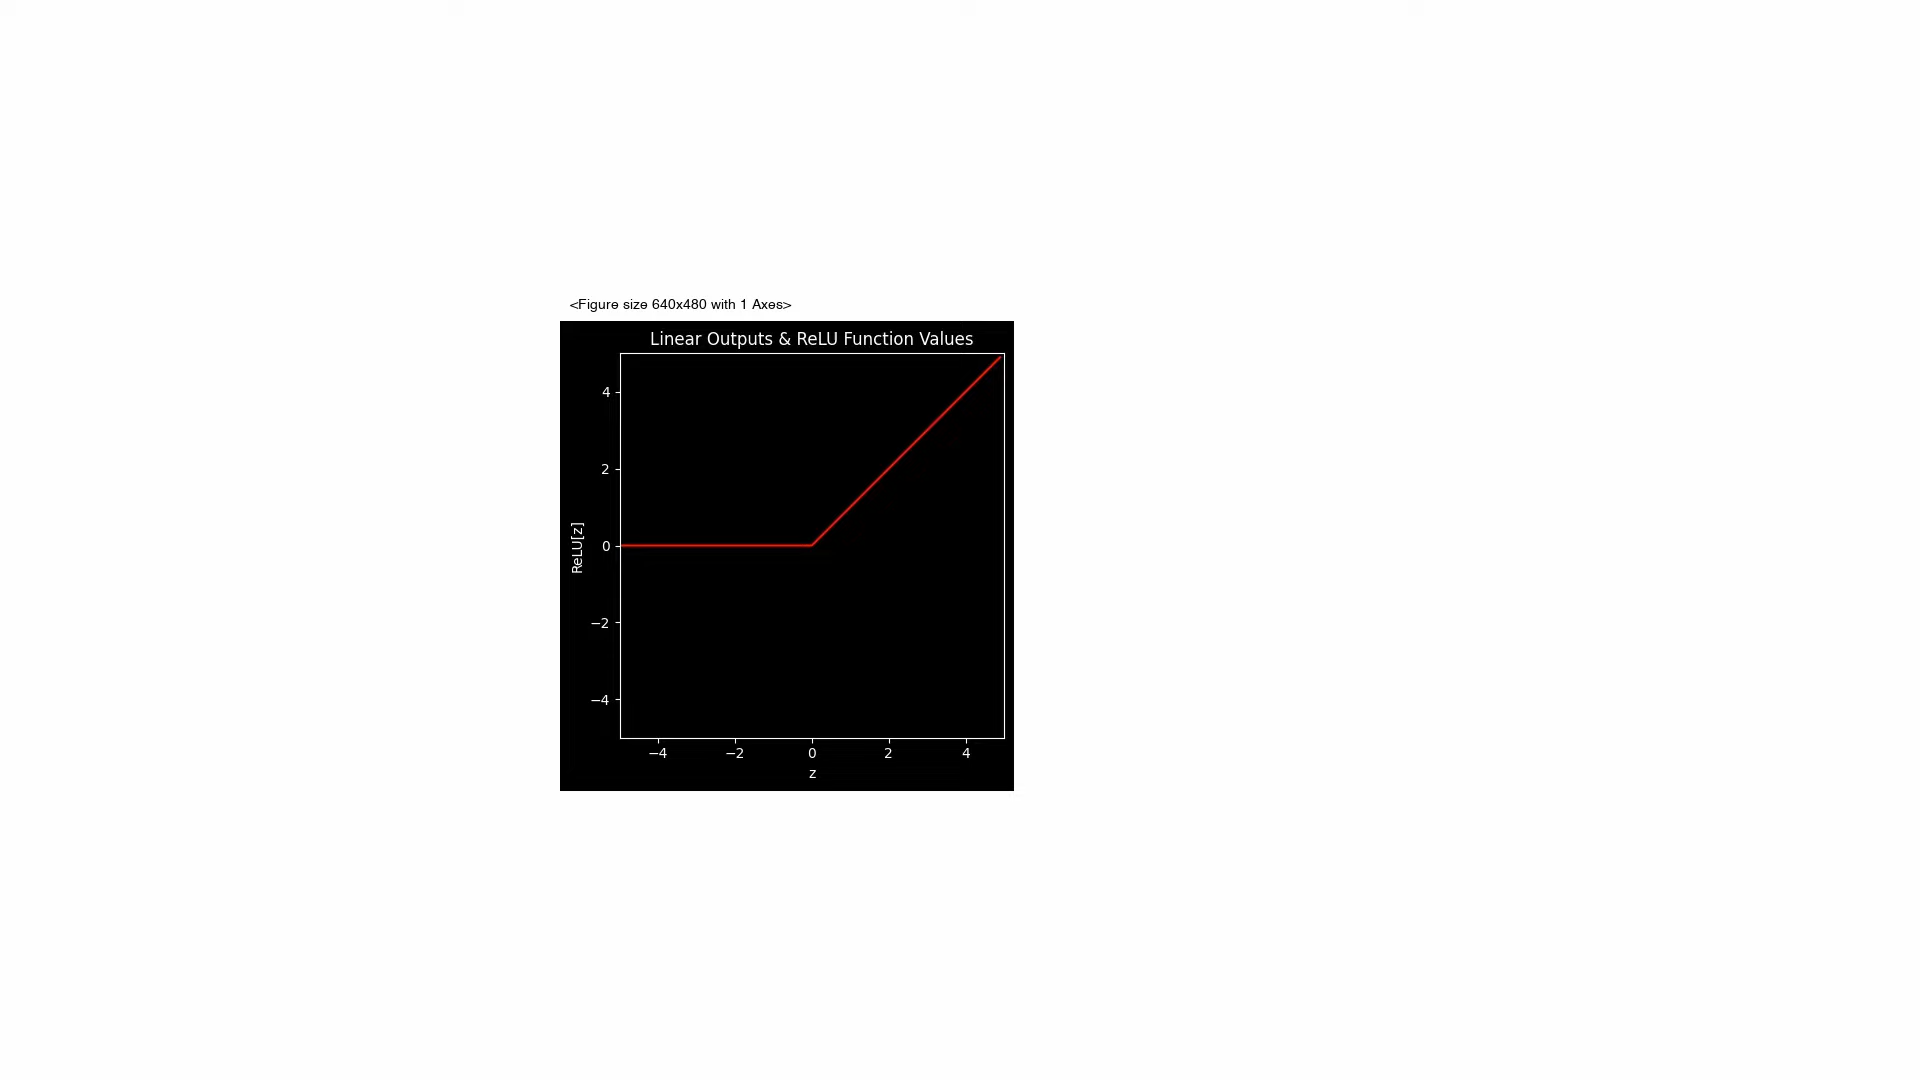 <Figure size 640x480 with 1 Axes>
Linear Outputs & ReLU Function Values
4
2
0
−2
−4
ReLU[z]
−4 −2 0 2 4
z